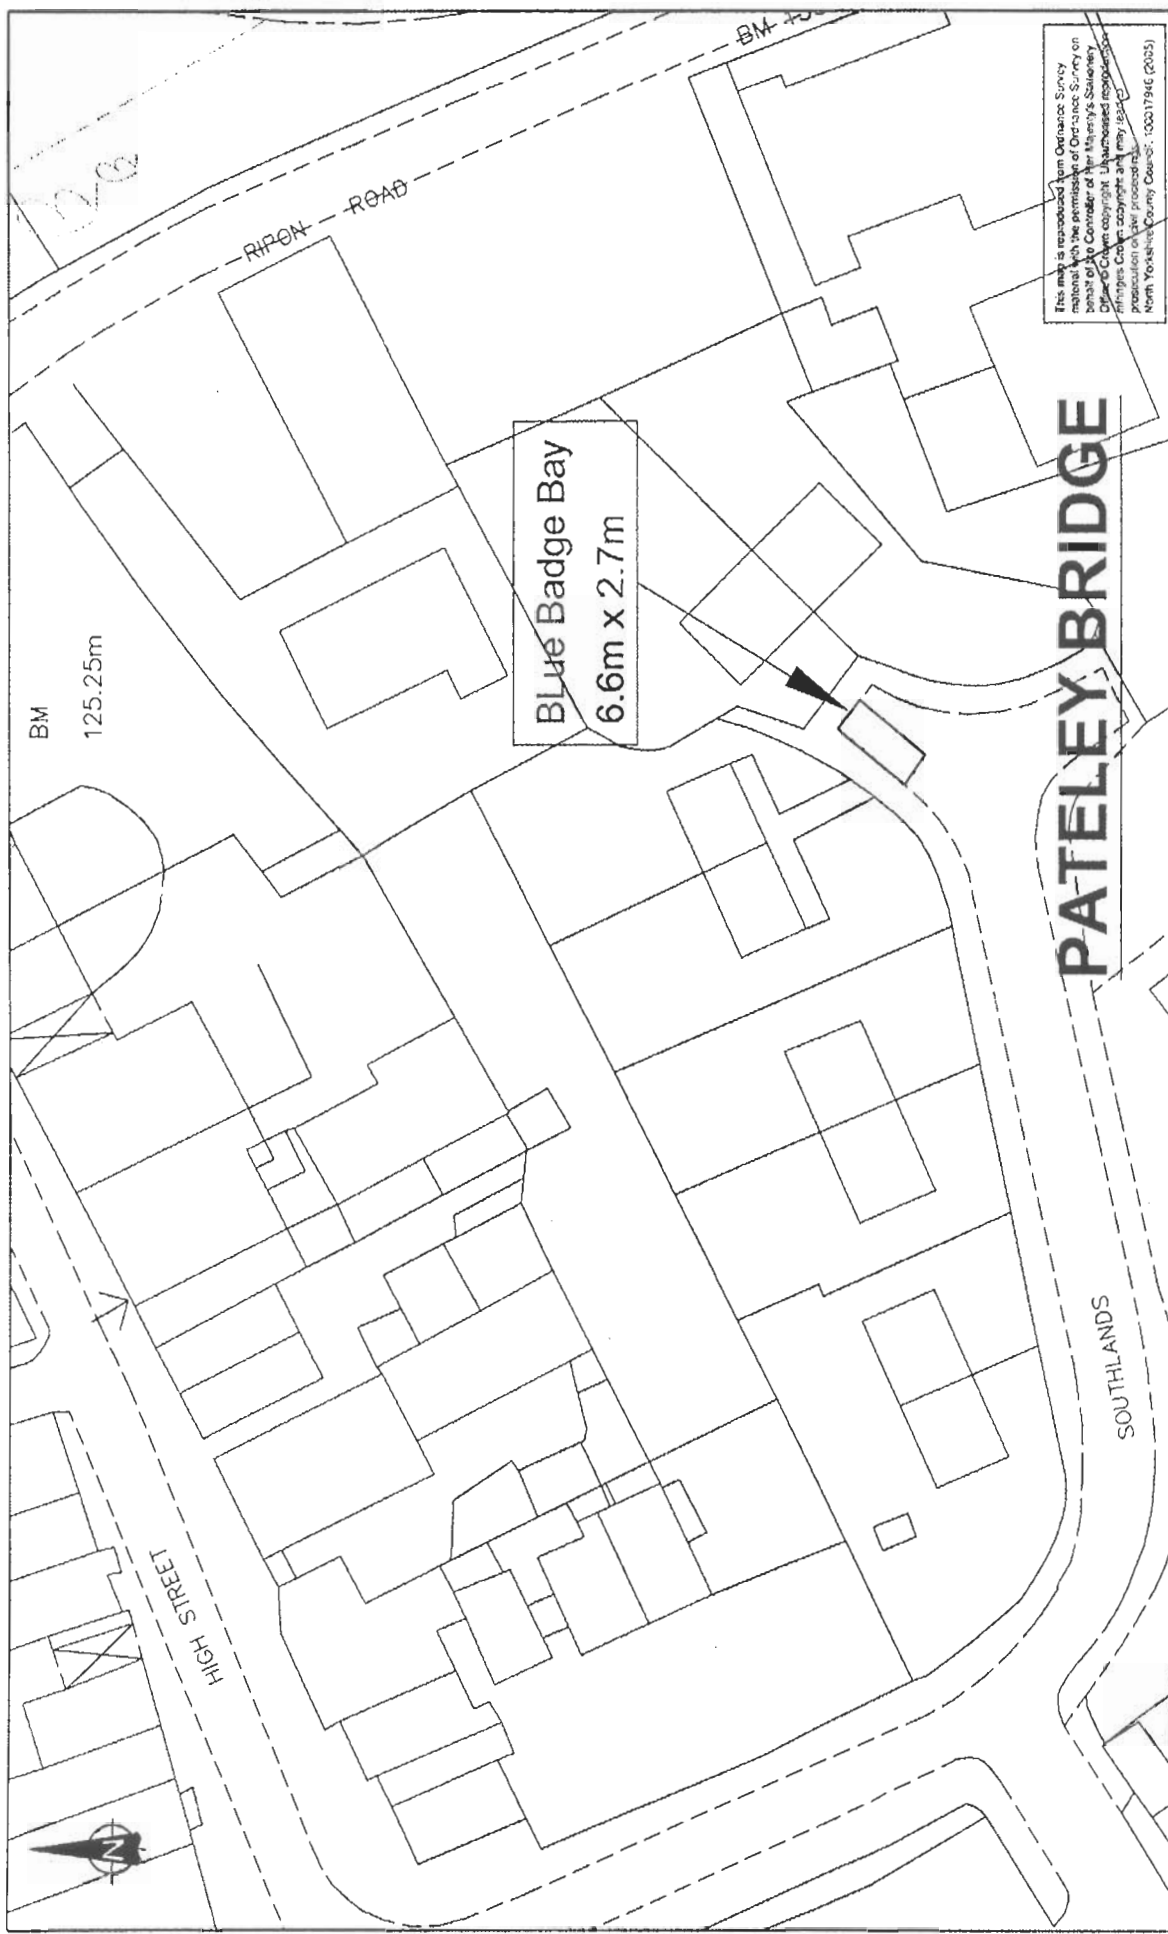 BM
125.25m
RIPON ROAD
BM
BLue Badge Bay
6.6m x 2.7m
HIGH STREET
SOUTHLANDS
N
PATELEY BRIDGE
This map is reproduced from Ordnance Survey
material with the permission of Ordnance Survey on
behalf of the Controller of Her Majesty's Stationery
Office © Crown copyright. Unauthorised reproduction
infringes Crown copyright and may lead to
prosecution or civil proceedings.
North Yorkshire County Council. 100017946 (2005)